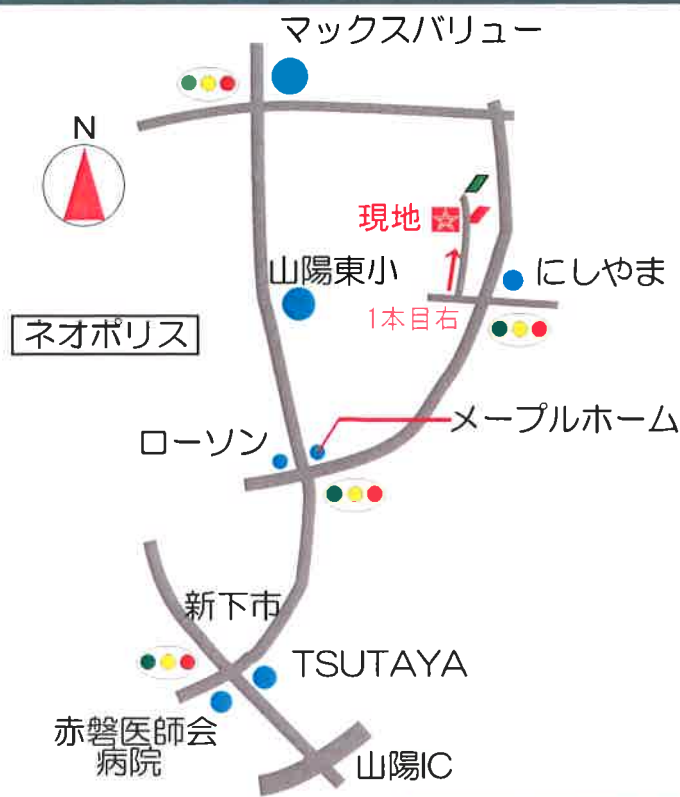 マックスバリュー
N
現地
山陽東小
にしやま
1本目右
ネオポリス
メープルホーム
ローソン
新下市
TSUTAYA
赤磐医師会
病院
山陽IC